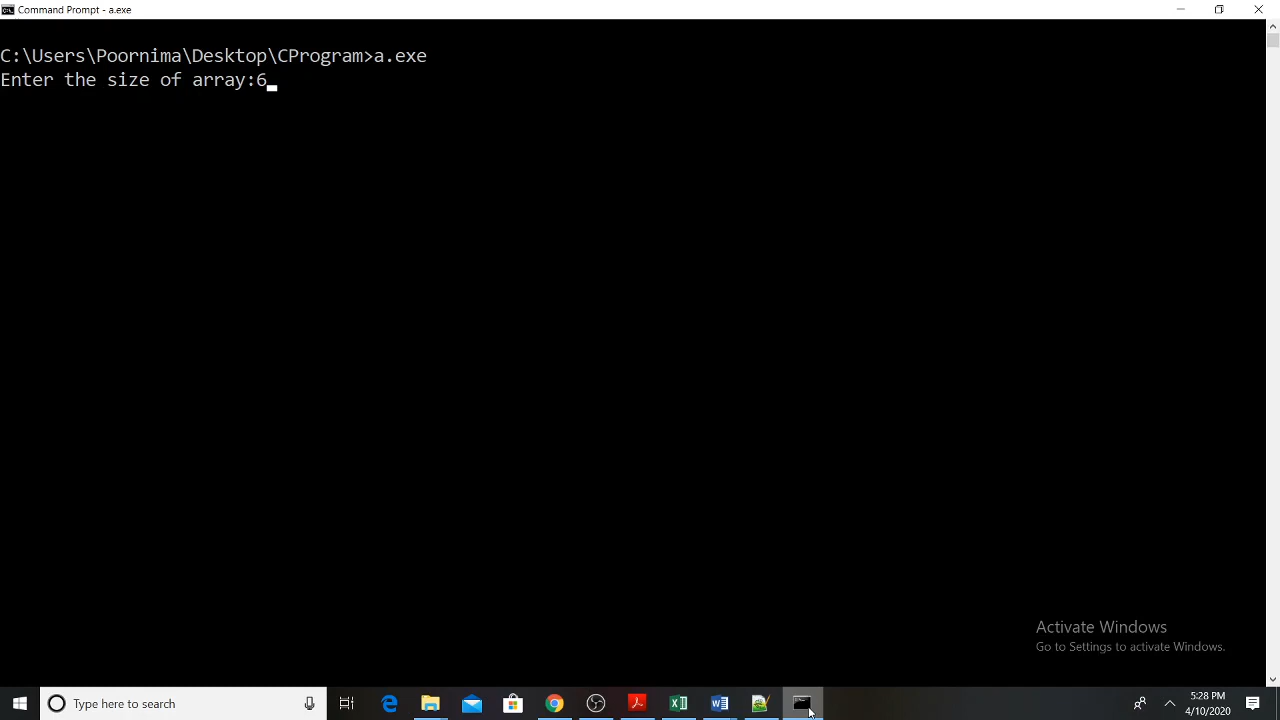 Command Prompt - a.exe
C:\Users\Poornima\Desktop\CProgram>a.exe
Enter the size of array:6
Activate Windows
Go to Settings to activate Windows.
Type here to search
5:28 PM
4/10/2020